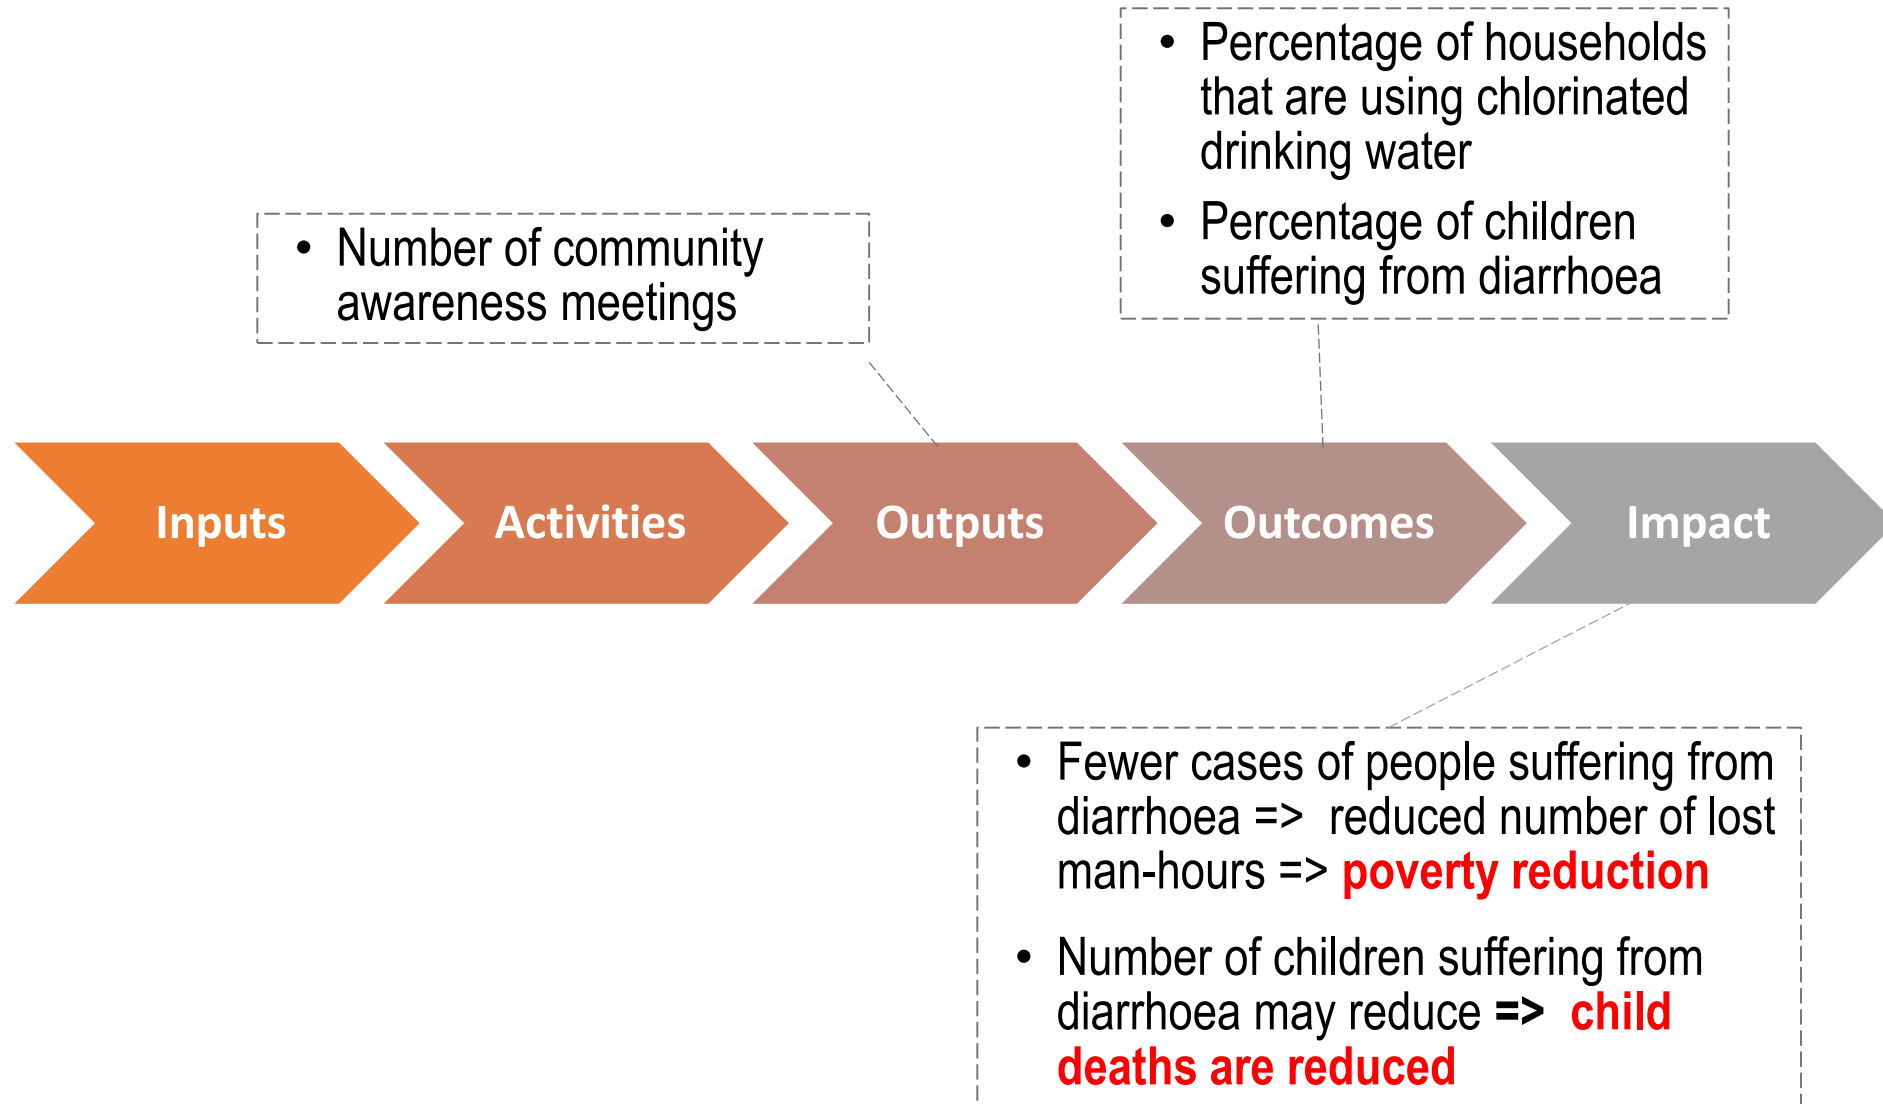 • Percentage of households
that are using chlorinated
drinking water
• Percentage of children
suffering from diarrhoea
• Number of community
awareness meetings
Inputs
Activities
Outputs
Outcomes
Impact
• Fewer cases of people suffering from
diarrhoea => reduced number of lost
man-hours => poverty reduction
• Number of children suffering from
diarrhoea may reduce => child
deaths are reduced